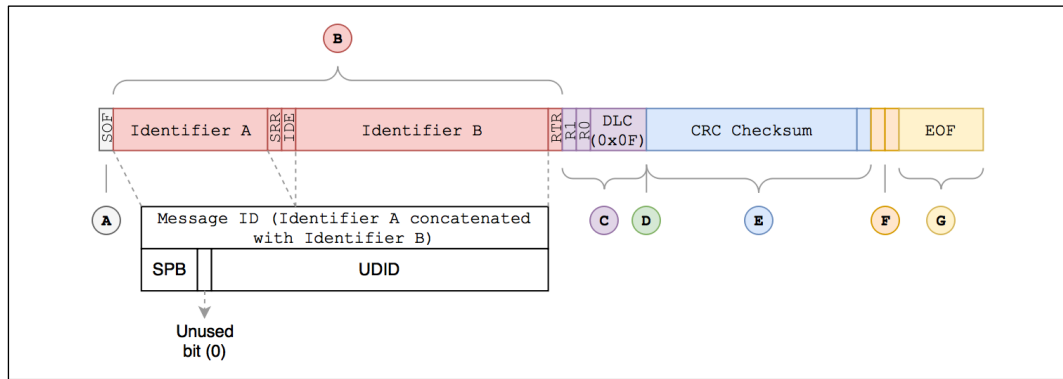 B
SOF
Identifier A
SRR
IDE
Identifier B
RTR
R1
R0
DLC
(0x0F)
CRC Checksum
EOF
A
C
D
E
F
G
Message ID (Identifier A concatenated
with Identifier B)
SPB
UDID
Unused
bit (0)